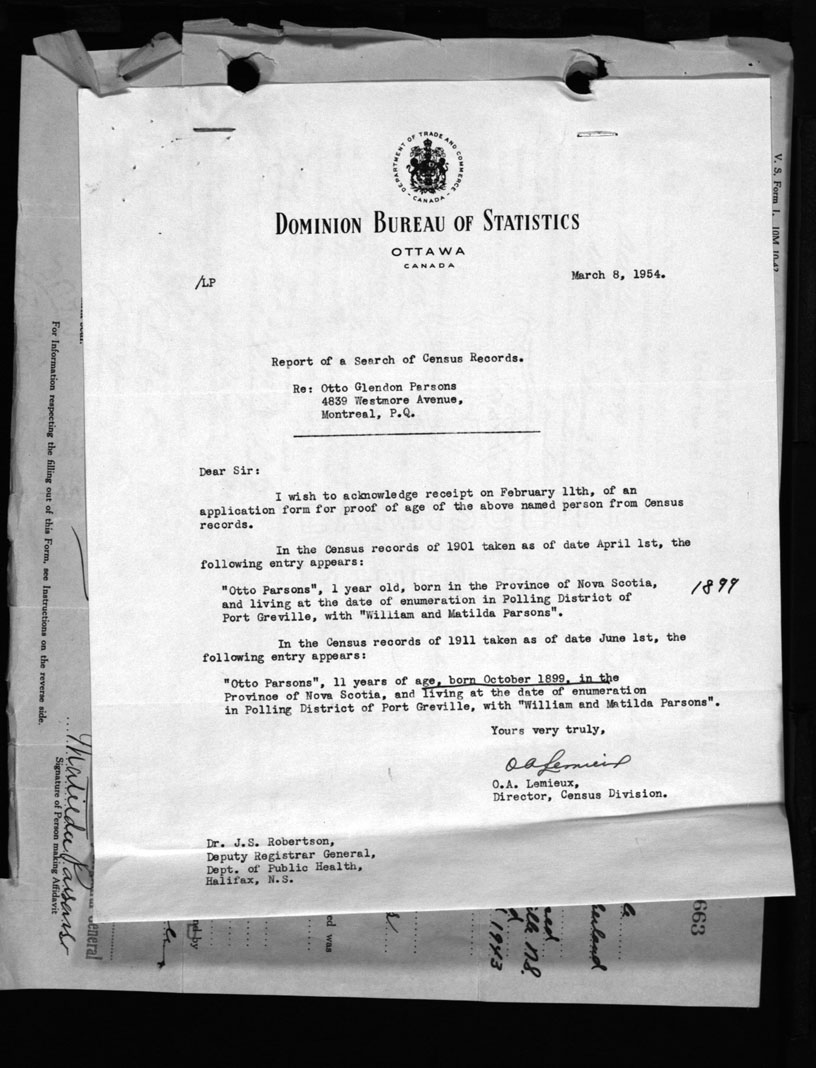 DEPARTMENT OF TRADE AND COMMERCE
CANADA
DOMINION BUREAU OF STATISTICS
OTTAWA
CANADA
/LP
March 8, 1954.
Report of a Search of Census Records.
Re: Otto Glendon Parsons
4839 Westmore Avenue,
Montreal, P.Q.
Dear Sir:
I wish to acknowledge receipt on February 11th, of an
application form for proof of age of the above named person from Census
records.
In the Census records of 1901 taken as of date April 1st, the
following entry appears:
"Otto Parsons", 1 year old, born in the Province of Nova Scotia,
and living at the date of enumeration in Polling District of
Port Greville, with "William and Matilda Parsons".
1899
In the Census records of 1911 taken as of date June 1st, the
following entry appears:
"Otto Parsons", 11 years of age, born October 1899, in the
Province of Nova Scotia, and living at the date of enumeration
in Polling District of Port Greville, with "William and Matilda Parsons".
Yours very truly,
O A Lemieux
O.A. Lemieux,
Director, Census Division.
Dr. J.S. Robertson,
Deputy Registrar General,
Dept. of Public Health,
Halifax, N.S.
For Information respecting the filling out of this Form, see Instructions on the reverse side.
Matilda Parsons
Signature of Person making Affidavit
General
nd by
ed was
1943
663
V. S. Form 1. 10M